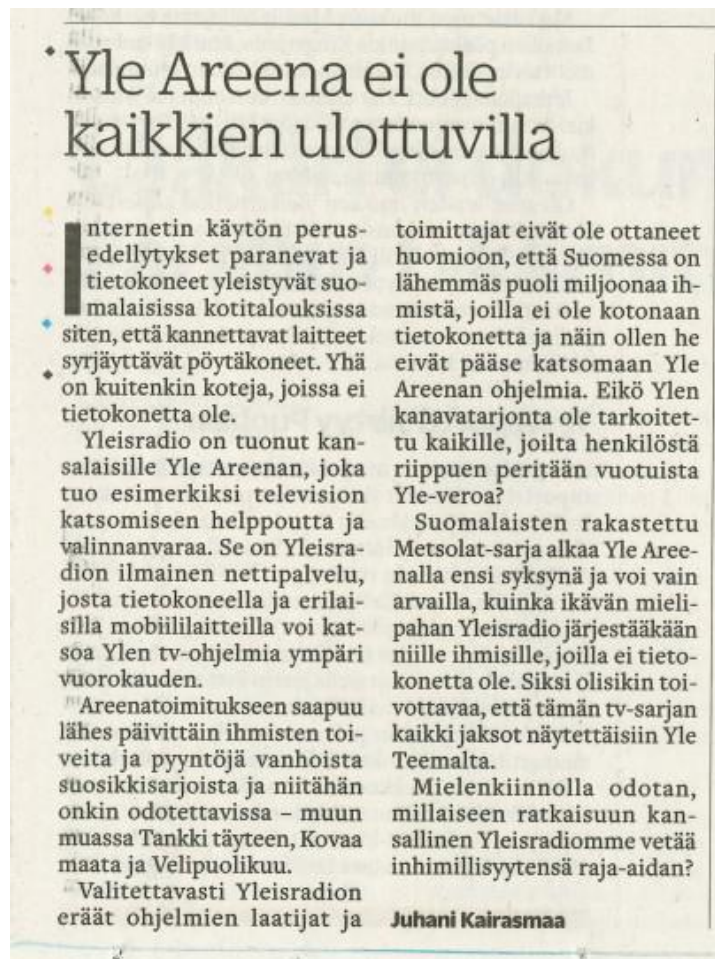 Yle Areena ei ole
kaikkien ulottuvilla
Internetin käytön perus-
edellytykset paranevat ja
tietokoneet yleistyvät suo-
malaisissa kotitalouksissa
siten, että kannettavat laitteet
syrjäyttävät pöytäkoneet. Yhä
on kuitenkin koteja, joissa ei
tietokonetta ole.
Yleisradio on tuonut kan-
salaisille Yle Areenan, joka
tuo esimerkiksi television
katsomiseen helppoutta ja
valinnanvaraa. Se on Yleisra-
dion ilmainen nettipalvelu,
josta tietokoneella ja erilai-
silla mobiililaitteilla voi kat-
soa Ylen tv-ohjelmia ympäri
vuorokauden.
Areenatoimitukseen saapuu
lähes päivittäin ihmisten toi-
veita ja pyyntöjä vanhoista
suosikkisarjoista ja niitähän
onkin odotettavissa – muun
muassa Tankki täyteen, Kovaa
maata ja Velipuolikuu.
Valitettavasti Yleisradion
eräät ohjelmien laatijat ja
toimittajat eivät ole ottaneet
huomioon, että Suomessa on
lähemmäs puoli miljoonaa ih-
mistä, joilla ei ole kotonaan
tietokonetta ja näin ollen he
eivät pääse katsomaan Yle
Areenan ohjelmia. Eikö Ylen
kanavatarjonta ole tarkoitet-
tu kaikille, joilta henkilöstä
riippuen peritään vuotuista
Yle-veroa?
Suomalaisten rakastettu
Metsolat-sarja alkaa Yle Aree-
nalla ensi syksynä ja voi vain
arvailla, kuinka ikävän mieli-
pahan Yleisradio järjestääkään
niille ihmisille, joilla ei tieto-
konetta ole. Siksi olisikin toi-
vottavaa, että tämän tv-sarjan
kaikki jaksot näytettäisiin Yle
Teemalta.
Mielenkiinnolla odotan,
millaiseen ratkaisuun kan-
sallinen Yleisradiomme vetää
inhimillisyytensä raja-aidan?
Juhani Kairasmaa